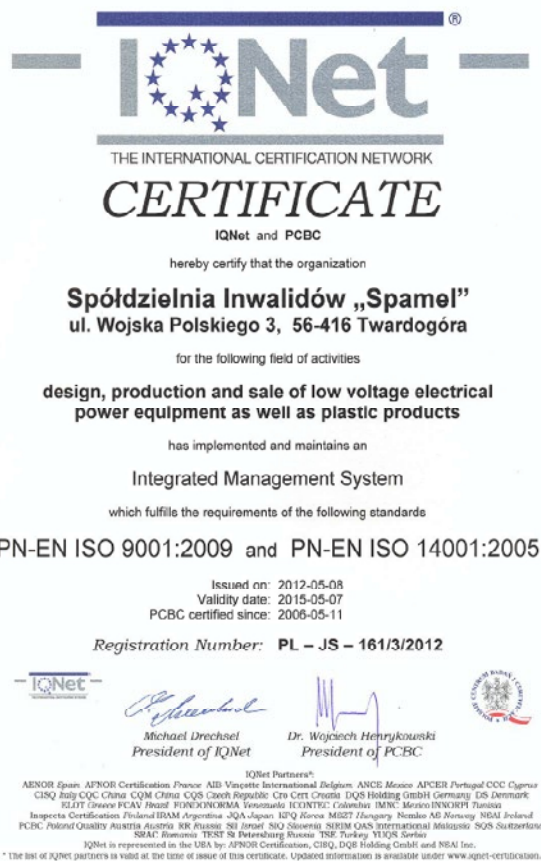 IQNet ®
THE INTERNATIONAL CERTIFICATION NETWORK
CERTIFICATE
IQNet and PCBC
hereby certify that the organization
Spółdzielnia Inwalidów „Spamel”
ul. Wojska Polskiego 3, 56-416 Twardogóra
for the following field of activities
design, production and sale of low voltage electrical
power equipment as well as plastic products
has implemented and maintains an
Integrated Management System
which fulfills the requirements of the following standards
PN-EN ISO 9001:2009 and PN-EN ISO 14001:2005
Issued on: 2012-05-08
Validity date: 2015-05-07
PCBC certified since: 2006-05-11
Registration Number: PL – JS – 161/3/2012
IQNet
Michael Drechsel
President of IQNet
Dr. Wojciech Henrykowski
President of PCBC
IQNet Partners*:
AENOR Spain AFNOR Certification France AIB Vinçotte International Belgium ANCE Mexico APCER Portugal CCC Cyprus
CISQ Italy CQC China CQM China CQS Czech Republic Cro Cert Croatia DQS Holding GmbH Germany DS Denmark
ELOT Greece FCAV Brazil FONDONORMA Venezuela ICONTEC Colombia IMNC Mexico INNORPI Tunisia
Inspecta Certification Finland IRAM Argentina JQA Japan KFQ Korea MSZT Hungary Nemko AS Norway NSAI Ireland
PCBC Poland Quality Austria Austria RR Russia SII Israel SIQ Slovenia SIRIM QAS International Malaysia SQS Switzerland
SRAC Romania TEST St Petersburg Russia TSE Turkey YUQS Serbia
IQNet is represented in the USA by: AFNOR Certification, CISQ, DQS Holding GmbH and NSAI Inc.
* The list of IQNet partners is valid at the time of issue of this certificate. Updated information is available under www.iqnet-certification.